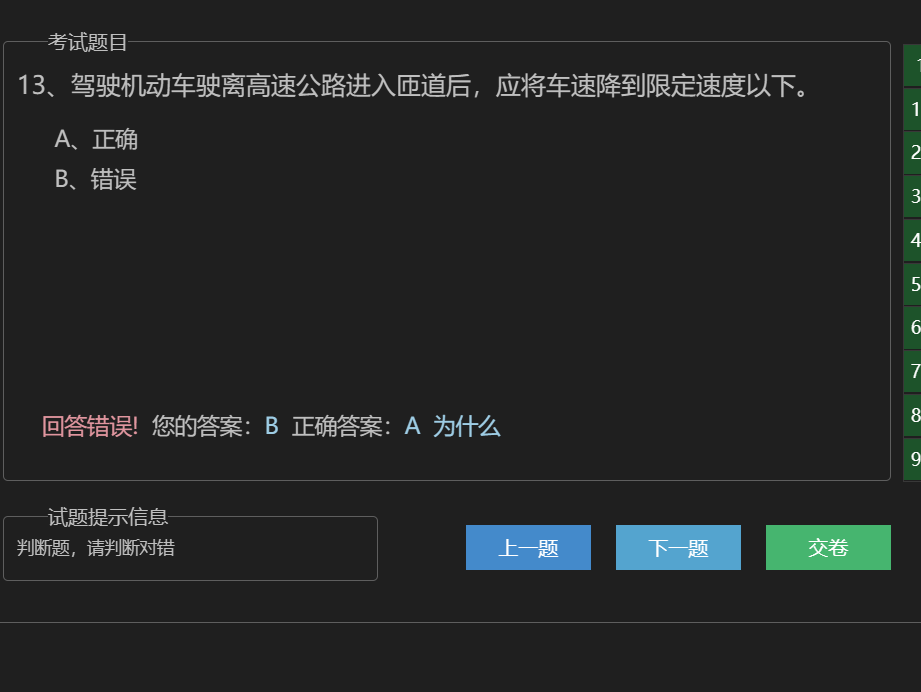 考试题目
13、驾驶机动车驶离高速公路进入匝道后，应将车速降到限定速度以下。
A、正确
B、错误
回答错误! 您的答案：B 正确答案：A 为什么
试题提示信息
判断题，请判断对错
上一题 下一题 交卷
1
2
3
4
5
6
7
8
9